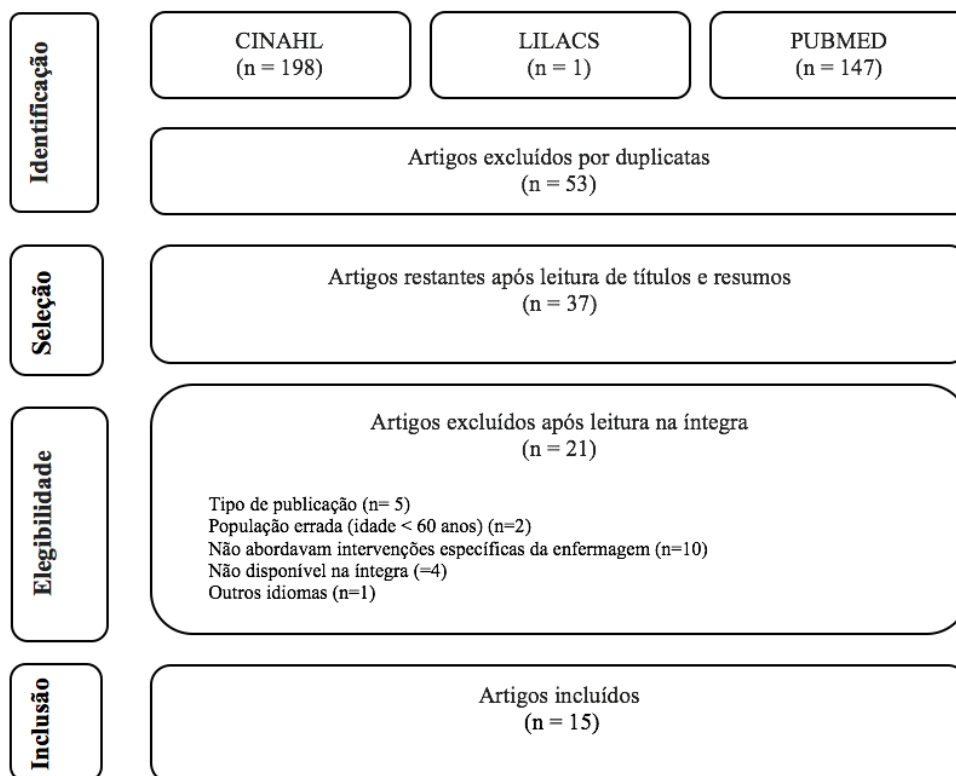 Identificação
CINAHL
(n = 198)
LILACS
(n = 1)
PUBMED
(n = 147)
Artigos excluídos por duplicatas
(n = 53)
Seleção
Artigos restantes após leitura de títulos e resumos
(n = 37)
Elegibilidade
Artigos excluídos após leitura na íntegra
(n = 21)
Tipo de publicação (n= 5)
População errada (idade < 60 anos) (n=2)
Não abordavam intervenções específicas da enfermagem (n=10)
Não disponível na íntegra (=4)
Outros idiomas (n=1)
Inclusão
Artigos incluídos
(n = 15)